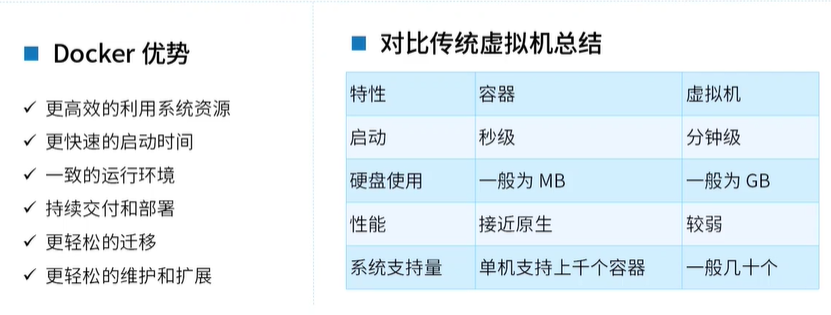 Docker 优势
更高效的利用系统资源
更快速的启动时间
一致的运行环境
持续交付和部署
更轻松的迁移
更轻松的维护和扩展
对比传统虚拟机总结
特性 容器 虚拟机
启动 秒级 分钟级
硬盘使用 一般为 MB 一般为 GB
性能 接近原生 较弱
系统支持量 单机支持上千个容器 一般几十个